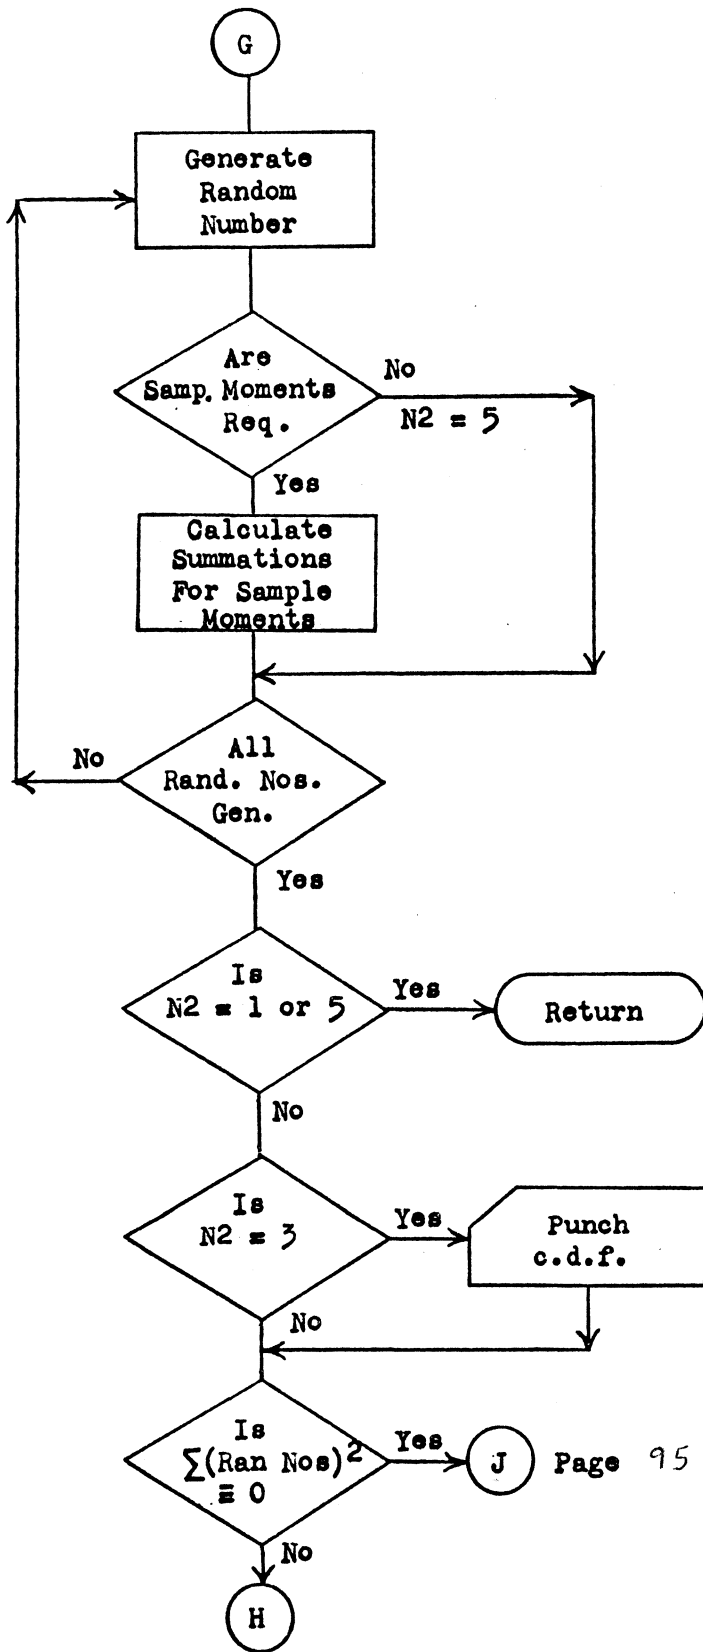 G
Generate
Random
Number
Are
Samp. Moments
Req.
No
N2 = 5
Yes
Calculate
Summations
For Sample
Moments
All
Rand. Nos.
Gen.
No
Yes
Is
N2 = 1 or 5
Yes
Return
No
Is
N2 = 3
Yes
Punch
c.d.f.
No
Is
∑(Ran Nos)²
≡ 0
Yes
J Page 95
No
H